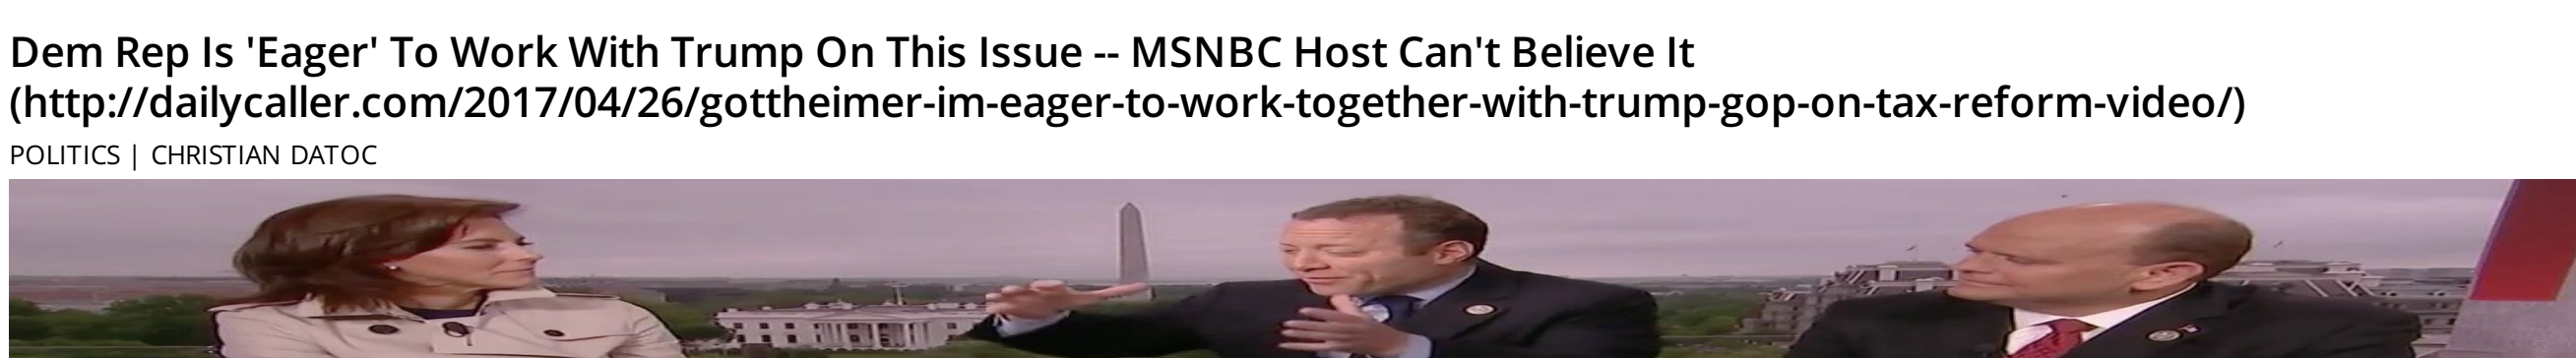 Dem Rep Is 'Eager' To Work With Trump On This Issue -- MSNBC Host Can't Believe It
(http://dailycaller.com/2017/04/26/gottheimer-im-eager-to-work-together-with-trump-gop-on-tax-reform-video/)
POLITICS | CHRISTIAN DATOC